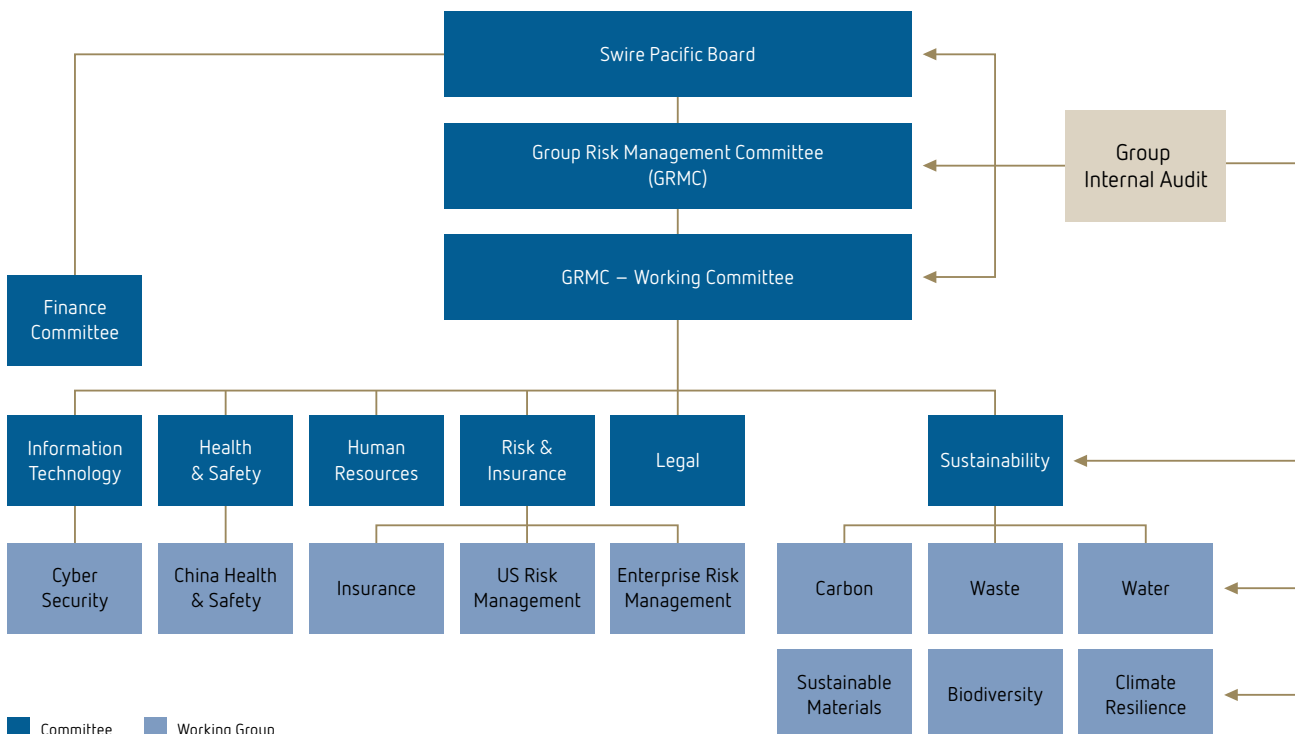 Swire Pacific Board
Group Risk Management Committee
(GRMC)
Group
Internal Audit
GRMC – Working Committee
Finance
Committee
Information
Technology
Health
& Safety
Human
Resources
Risk &
Insurance
Legal
Sustainability
Cyber
Security
China Health
& Safety
Insurance
US Risk
Management
Enterprise Risk
Management
Carbon
Waste
Water
Sustainable
Materials
Biodiversity
Climate
Resilience
Committee
Working Group